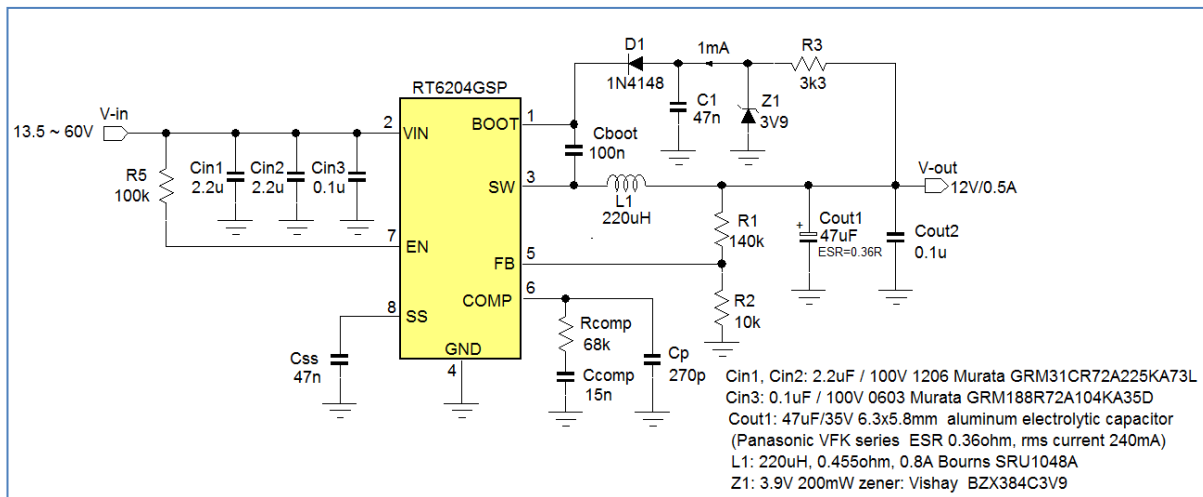 D1
1N4148
1mA
R3
3k3
RT6204GSP
V-in
13.5 ~ 60V
2
VIN
BOOT
1
C1
47n
Z1
3V9
Cboot
100n
R5
100k
Cin1
2.2u
Cin2
2.2u
Cin3
0.1u
SW
3
L1
220uH
V-out
12V/0.5A
R1
140k
+
Cout1
47uF
ESR=0.36R
Cout2
0.1u
7
EN
FB
5
COMP
6
R2
10k
8
SS
Rcomp
68k
Cp
270p
Css
47n
GND
4
Ccomp
15n
Cin1, Cin2: 2.2uF / 100V 1206 Murata GRM31CR72A225KA73L
Cin3: 0.1uF / 100V 0603 Murata GRM188R72A104KA35D
Cout1: 47uF/35V 6.3x5.8mm aluminum electrolytic capacitor
(Panasonic VFK series ESR 0.36ohm, rms current 240mA)
L1: 220uH, 0.455ohm, 0.8A Bourns SRU1048A
Z1: 3.9V 200mW zener: Vishay BZX384C3V9